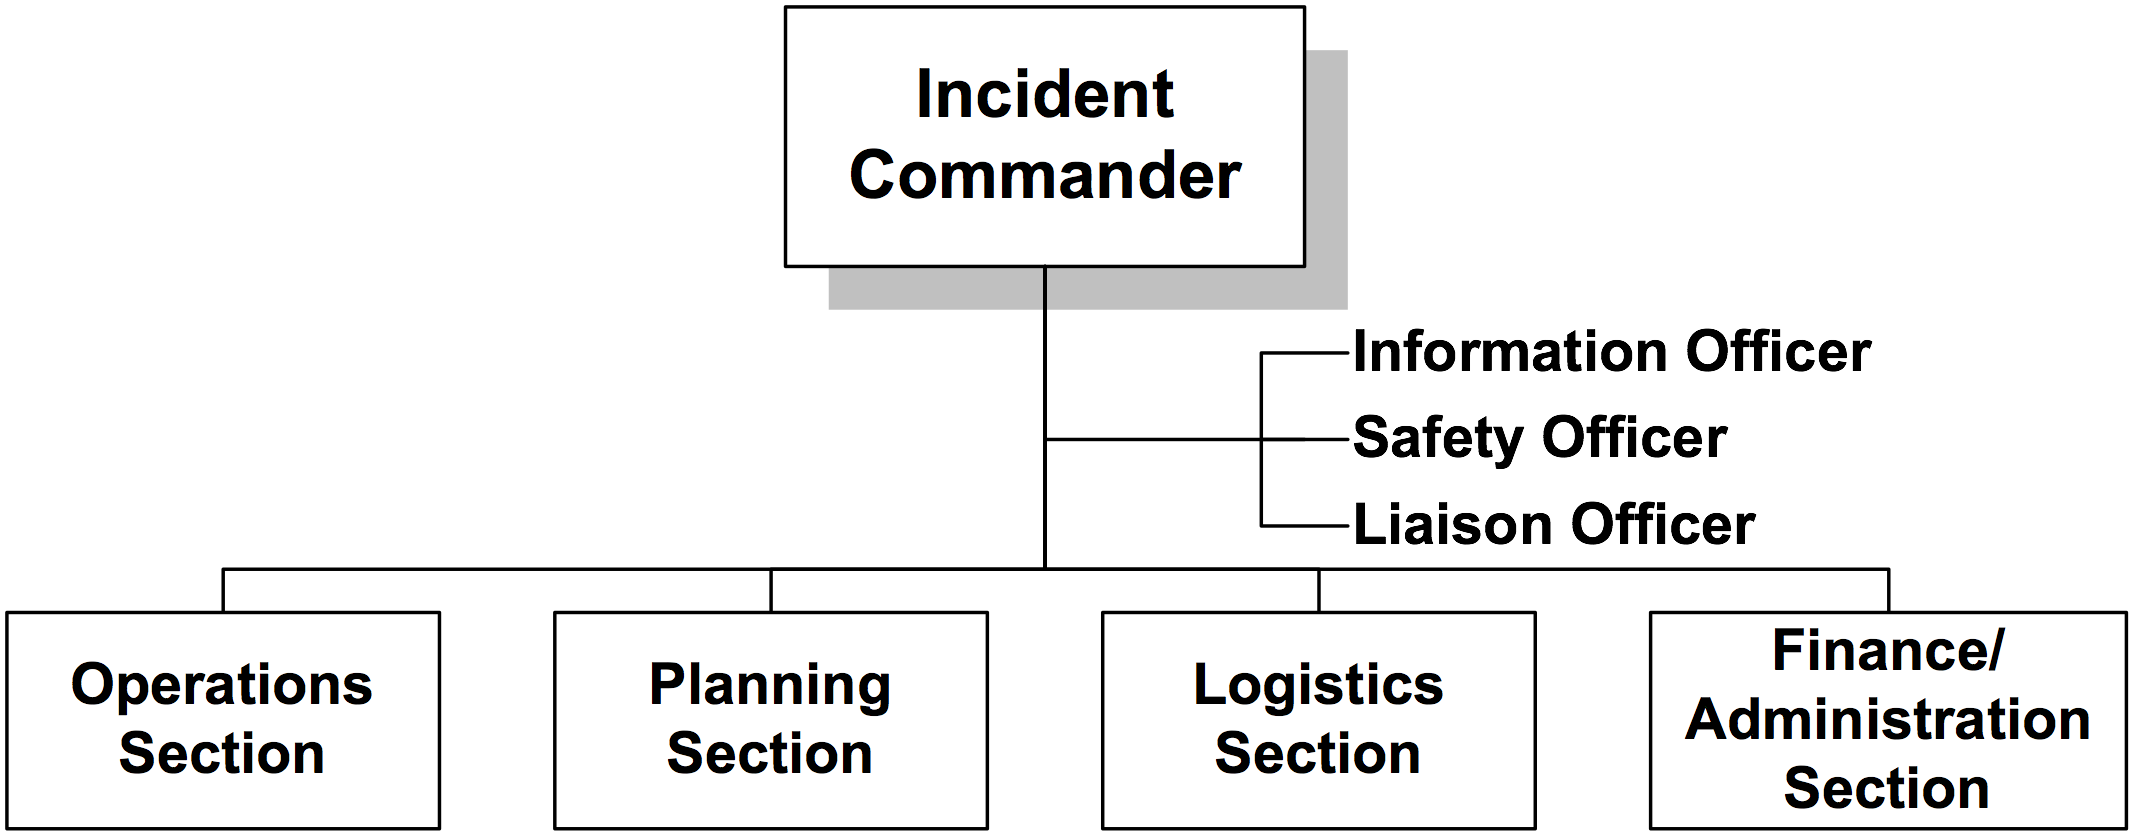 Incident
Commander
Information Officer
Safety Officer
Liaison Officer
Operations
Section
Planning
Section
Logistics
Section
Finance/
Administration
Section